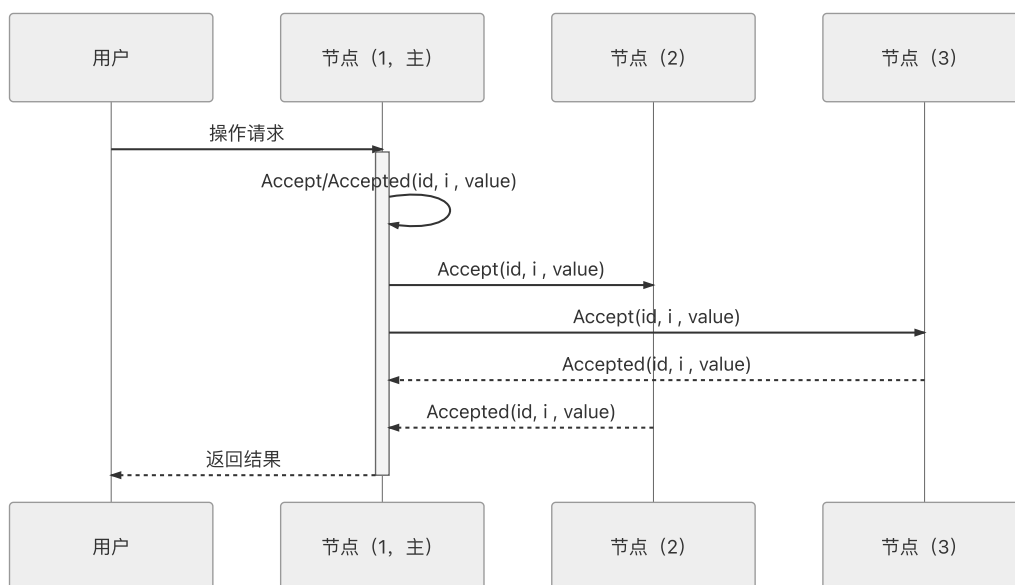 用户
节点（1，主）
节点（2）
节点（3）
操作请求
Accept/Accepted(id, i , value)
Accept(id, i , value)
Accept(id, i , value)
Accepted(id, i , value)
Accepted(id, i , value)
返回结果
用户
节点（1，主）
节点（2）
节点（3）